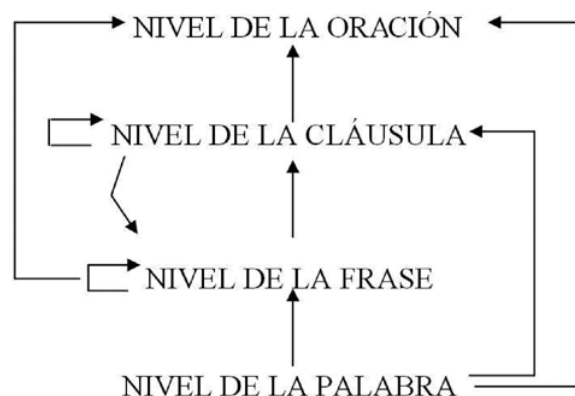 NIVEL DE LA ORACIÓN
NIVEL DE LA CLÁUSULA
NIVEL DE LA FRASE
NIVEL DE LA PALABRA